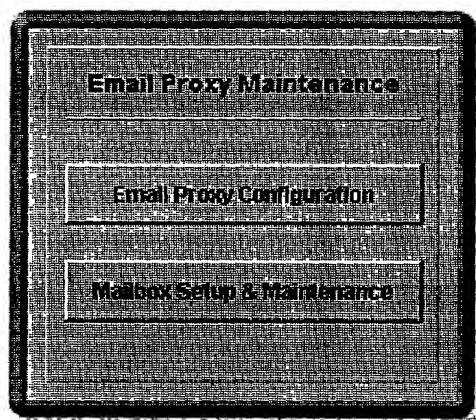 Email Proxy Maintenance
Email Proxy Configuration
Mailbox Setup & Maintenance